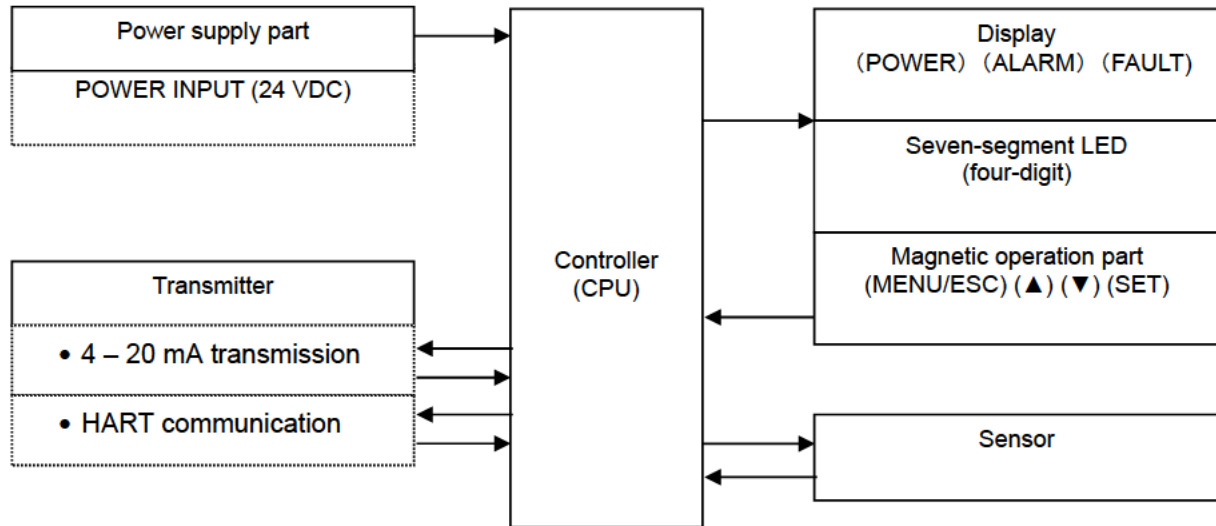 Power supply part
POWER INPUT (24 VDC)
Transmitter
• 4 – 20 mA transmission
• HART communication
Controller
(CPU)
Display
（POWER）（ALARM）（FAULT）
Seven-segment LED
(four-digit)
Magnetic operation part
(MENU/ESC) (▲) (▼) (SET)
Sensor